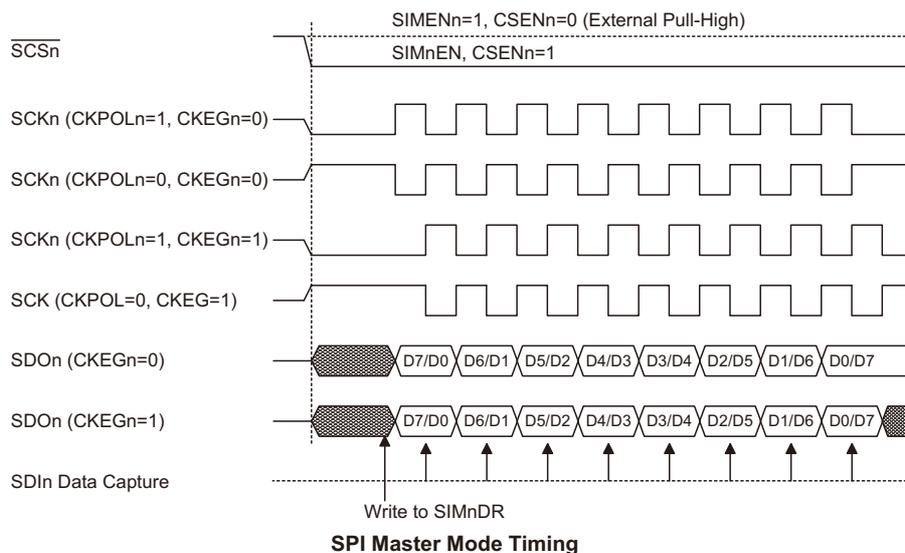 SIMENn=1, CSENn=0 (External Pull-High)
SCSn
SIMnEN, CSENn=1
SCKn (CKPOLn=1, CKEGn=0)
SCKn (CKPOLn=0, CKEGn=0)
SCKn (CKPOLn=1, CKEGn=1)
SCK (CKPOL=0, CKEG=1)
SDOn (CKEGn=0) D7/D0 D6/D1 D5/D2 D4/D3 D3/D4 D2/D5 D1/D6 D0/D7
SDOn (CKEGn=1) D7/D0 D6/D1 D5/D2 D4/D3 D3/D4 D2/D5 D1/D6 D0/D7
SDIn Data Capture
Write to SIMnDR
SPI Master Mode Timing